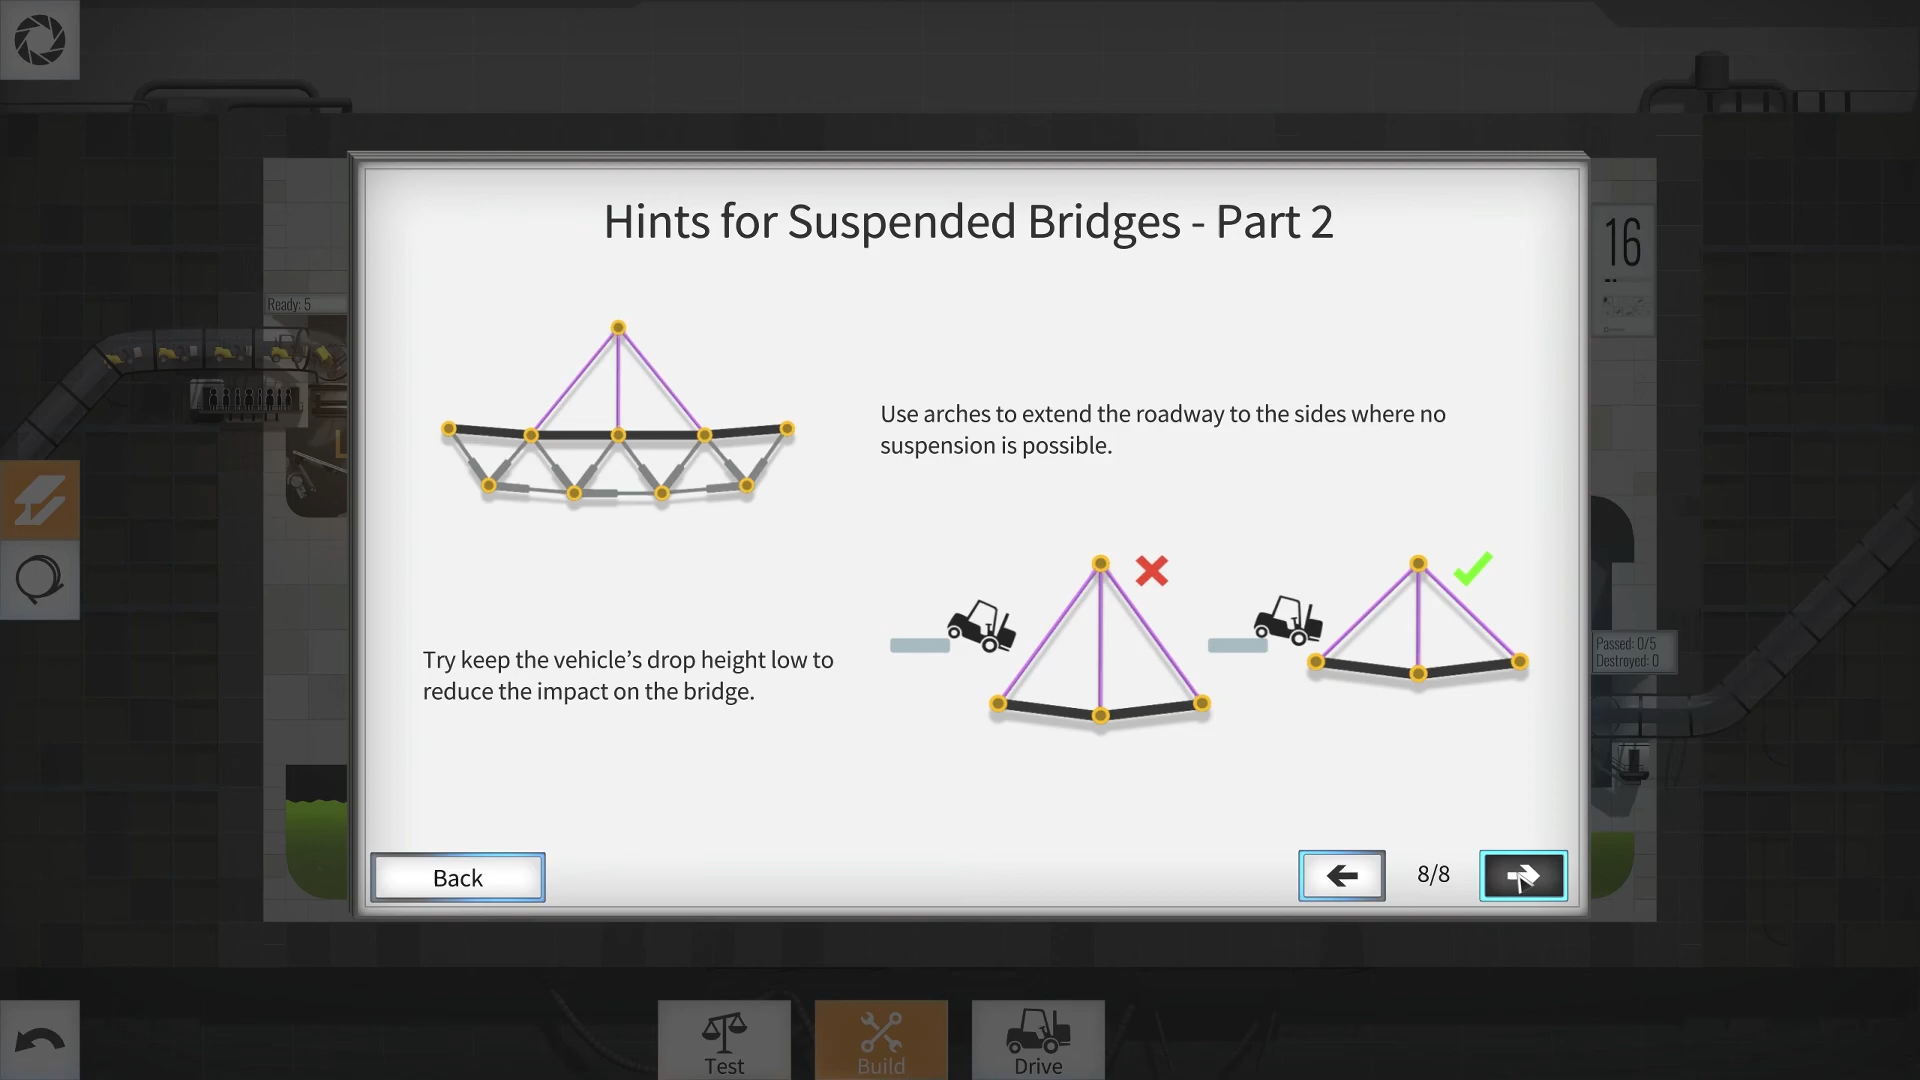 Hints for Suspended Bridges - Part 2
16
Ready: 5
Use arches to extend the roadway to the sides where no
suspension is possible.
Try keep the vehicle’s drop height low to
reduce the impact on the bridge.
Passed: 0/5
Destroyed: 0
Back
8/8
Test
Build
Drive